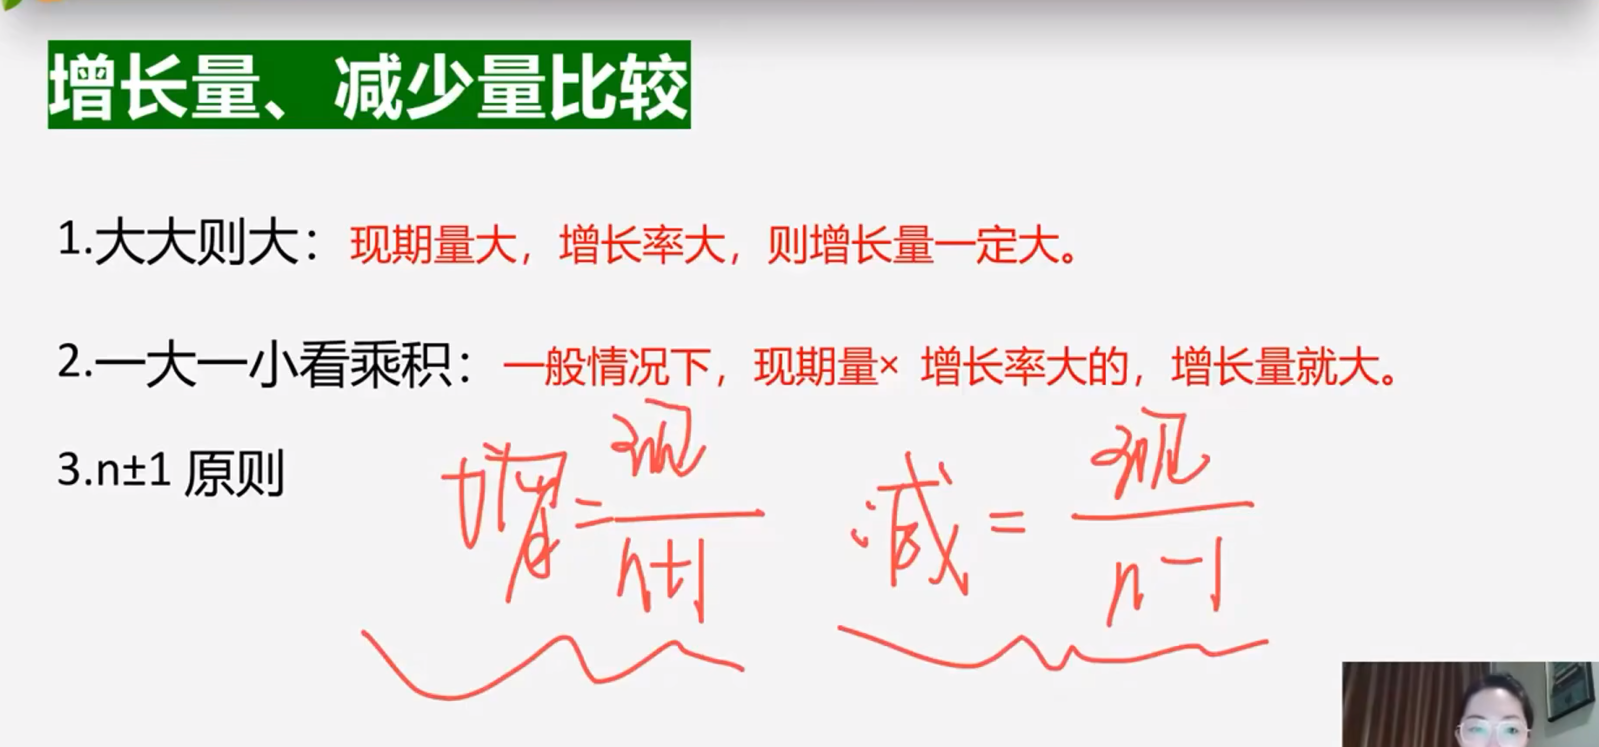 增长量、减少量比较
1.大大则大：现期量大，增长率大，则增长量一定大。
2.一大一小看乘积：一般情况下，现期量× 增长率大的，增长量就大。
3.n±1 原则
增=现/n+1
减=现/n-1